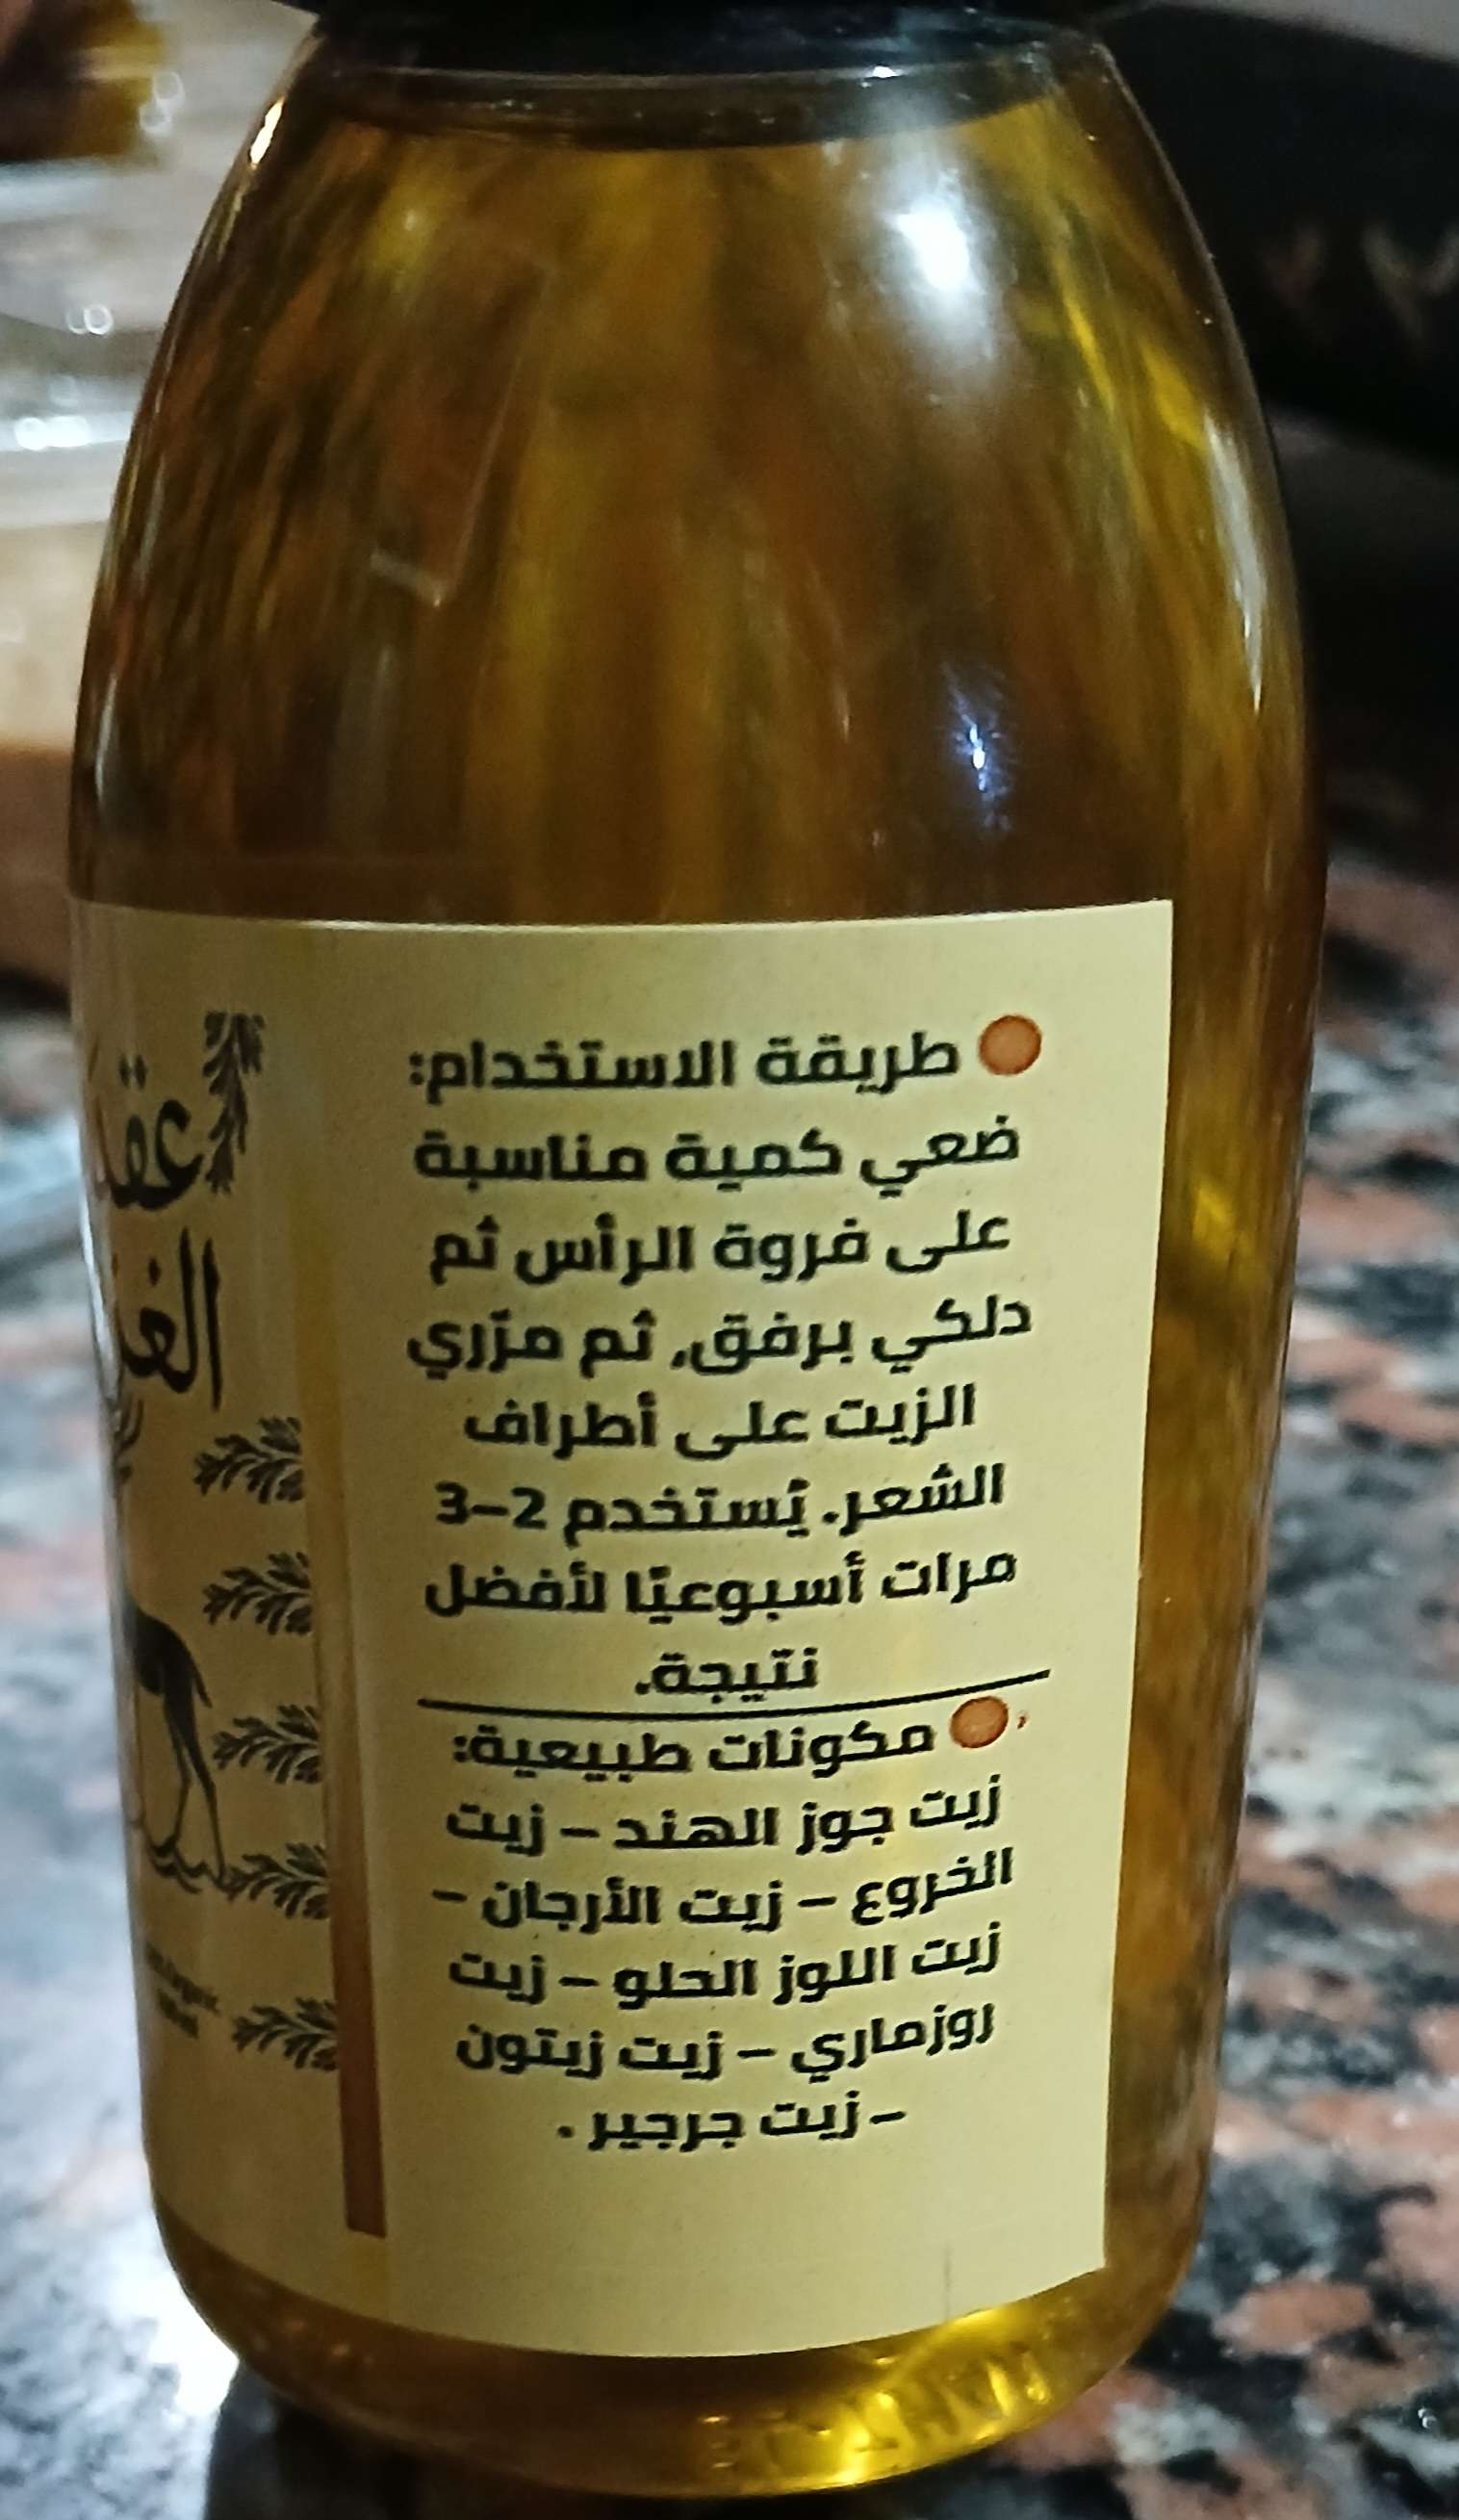 طريقة الاستخدام:
ضعي كمية مناسبة
على فروة الرأس ثم
دلكي برفق، ثم مرّري
الزيت على أطراف
الشعر. يُستخدم 2-3
مرات أسبوعيًا لأفضل
نتيجة.
مكونات طبيعية:
زيت جوز الهند - زيت
الخروع - زيت الأرجان -
زيت اللوز الحلو - زيت
روزماري - زيت زيتون
- زيت جرجير .